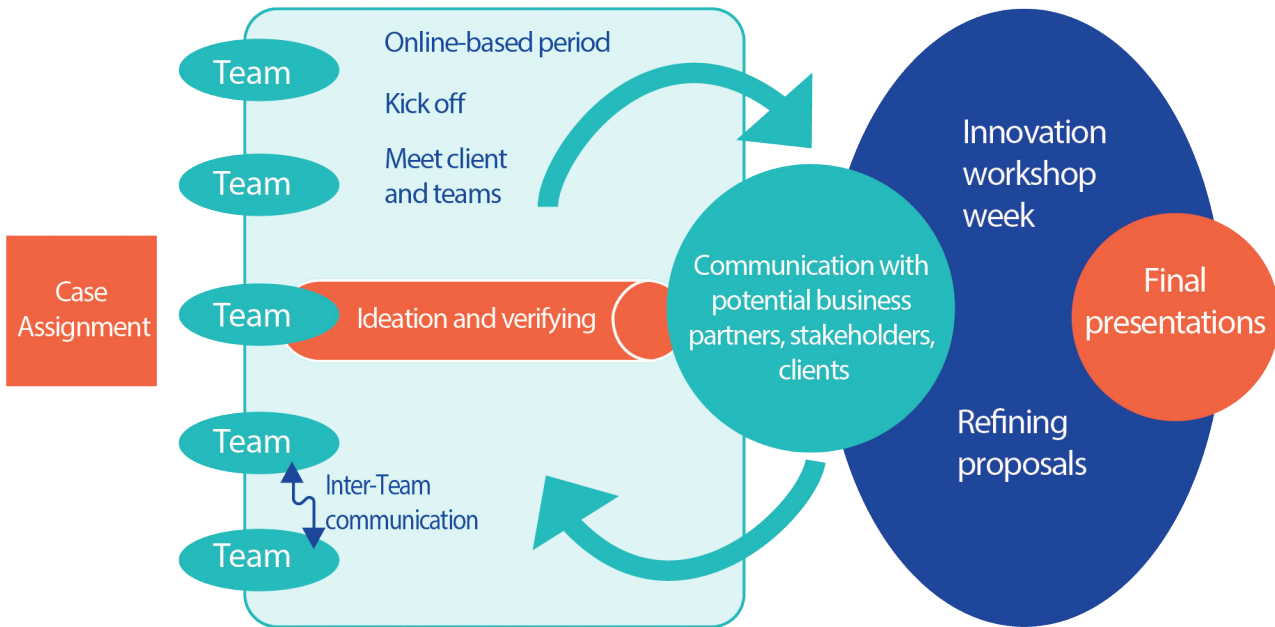 Case
Assignment
Team
Team
Team
Team
Team
Online-based period
Kick off
Meet client
and teams
Ideation and verifying
Inter-Team
communication
Communication with
potential business
partners, stakeholders,
clients
Innovation
workshop
week
Refining
proposals
Final
presentations